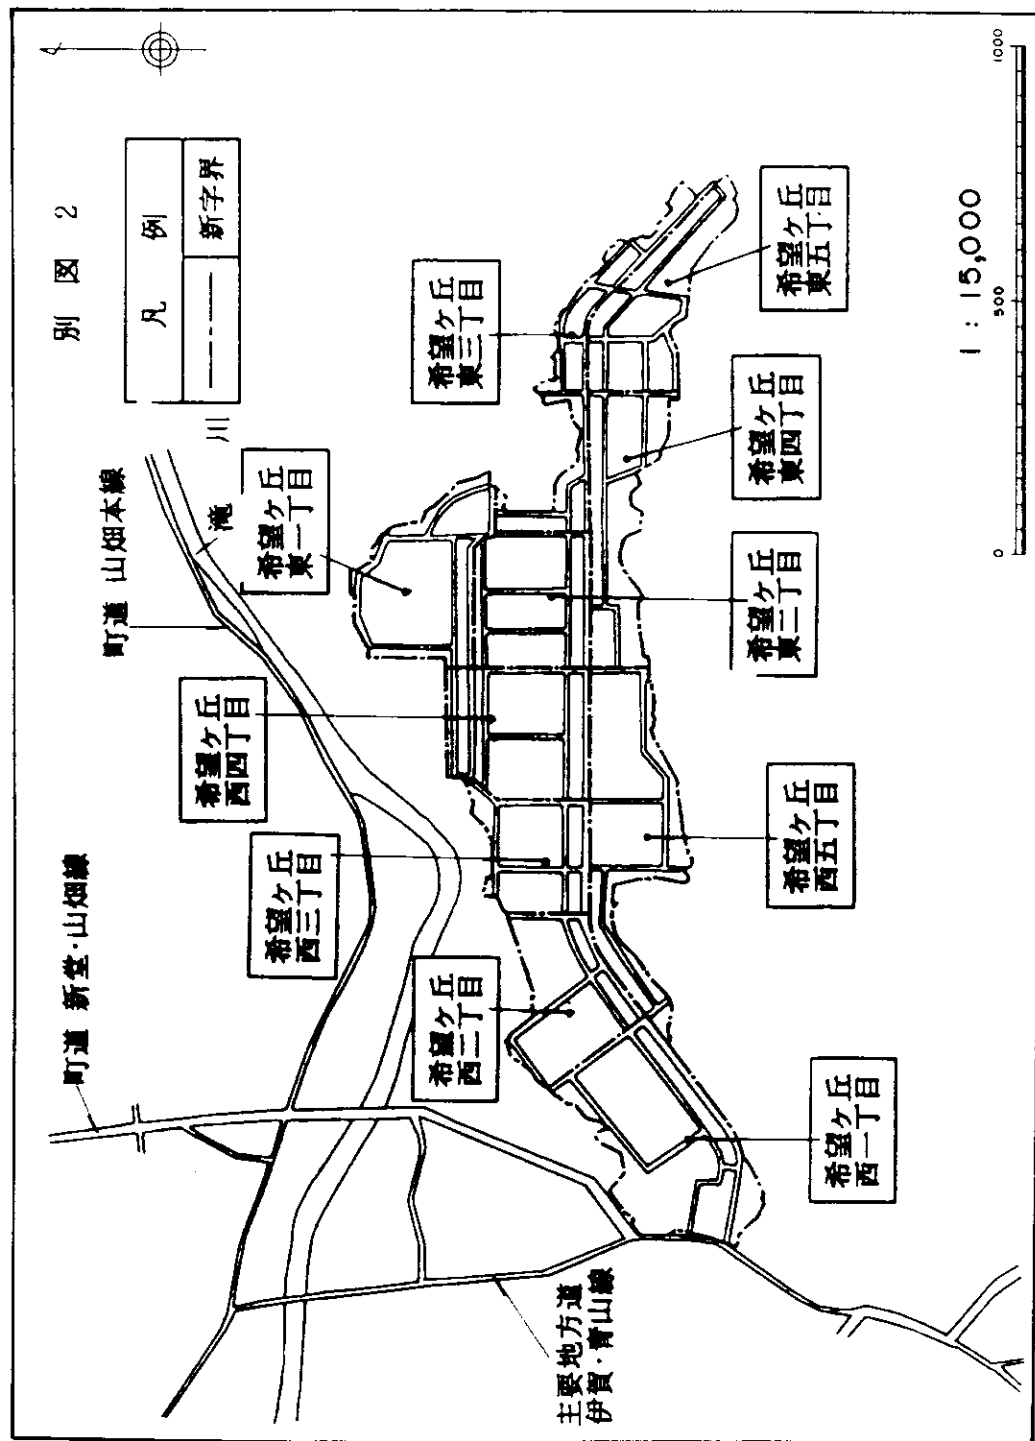 別図 2
凡例
新字界
町道 山畑本線
滝
川
町道 新堂・山畑線
希望ヶ丘
東一丁目
希望ヶ丘
東三丁目
希望ヶ丘
西四丁目
希望ヶ丘
西三丁目
希望ヶ丘
西二丁目
希望ヶ丘
西一丁目
希望ヶ丘
西五丁目
希望ヶ丘
東二丁目
希望ヶ丘
東四丁目
希望ヶ丘
東五丁目
主要地方道
伊賀・青山線
1 : 15,000
0
500
1000